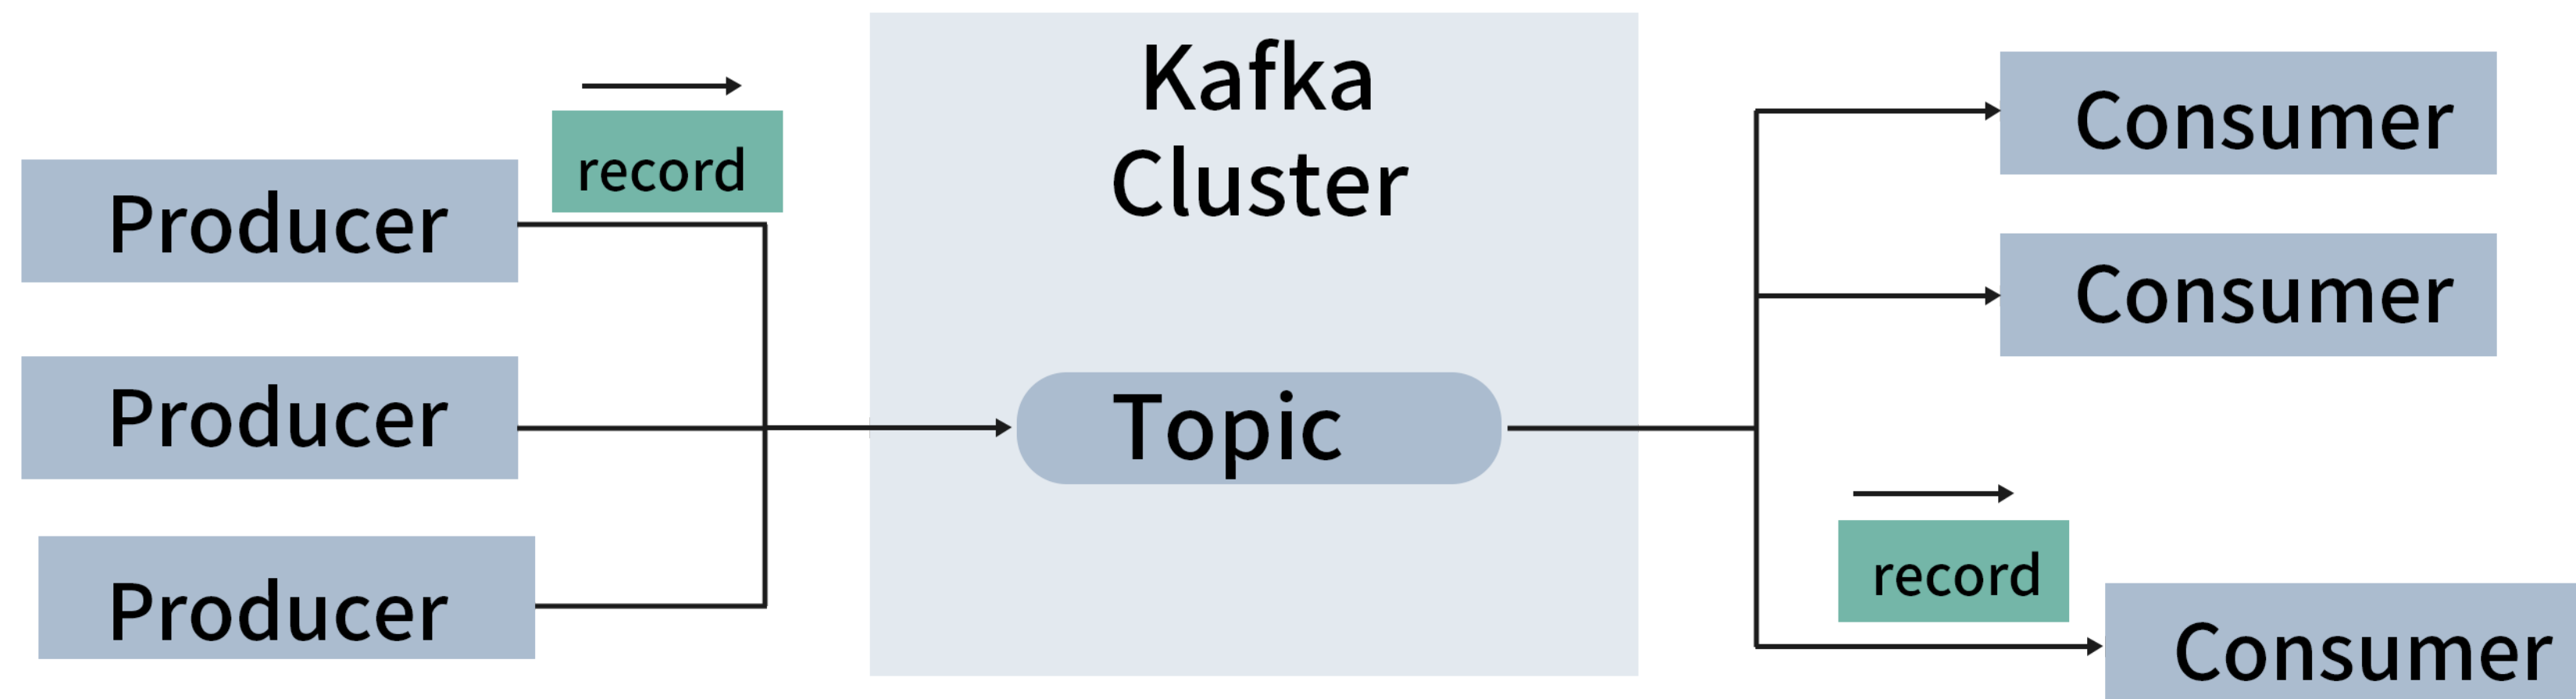 record
Producer
Producer
Producer
Kafka
Cluster
Topic
Consumer
Consumer
record
Consumer